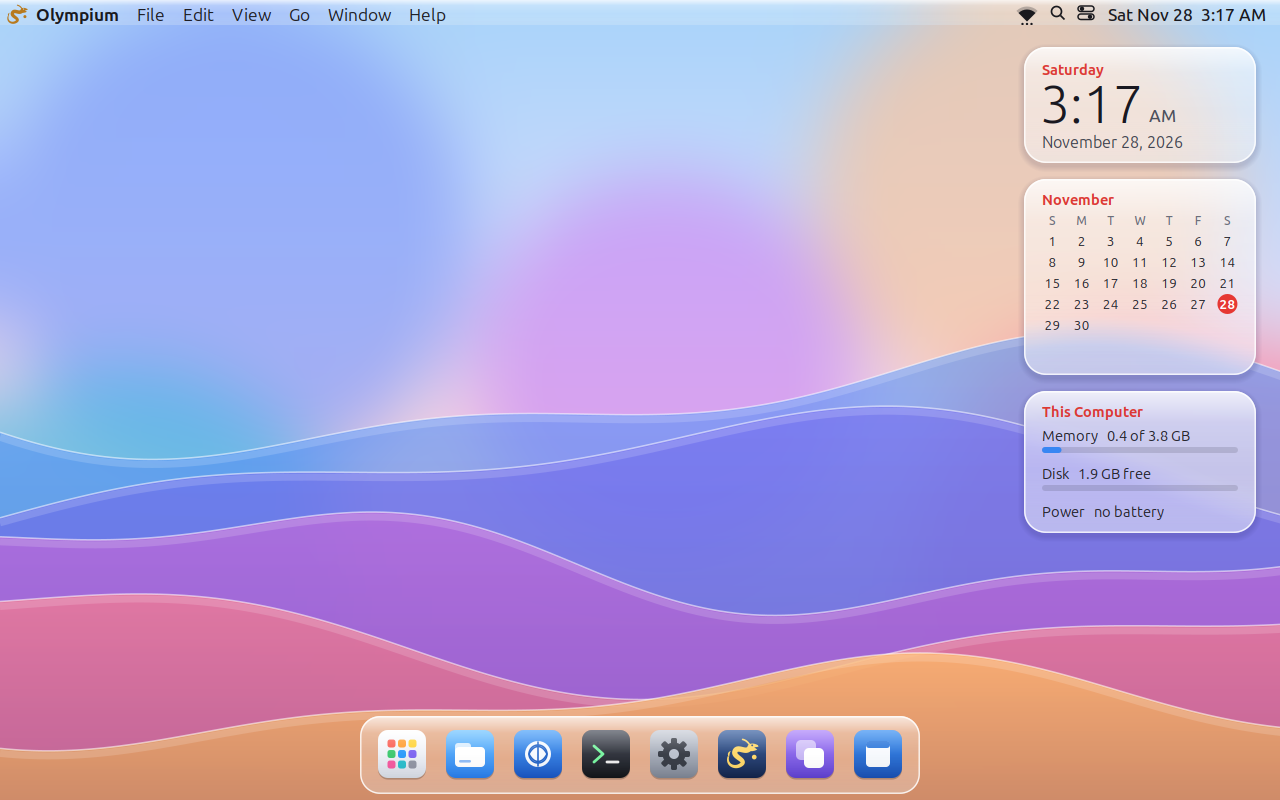 Olympium File Edit View Go Window Help Sat Nov 28 3:17 AM
Saturday
3:17 AM
November 28, 2026
November
S M T W T F S
1 2 3 4 5 6 7
8 9 10 11 12 13 14
15 16 17 18 19 20 21
22 23 24 25 26 27 28
29 30
This Computer
Memory 0.4 of 3.8 GB
Disk 1.9 GB free
Power no battery